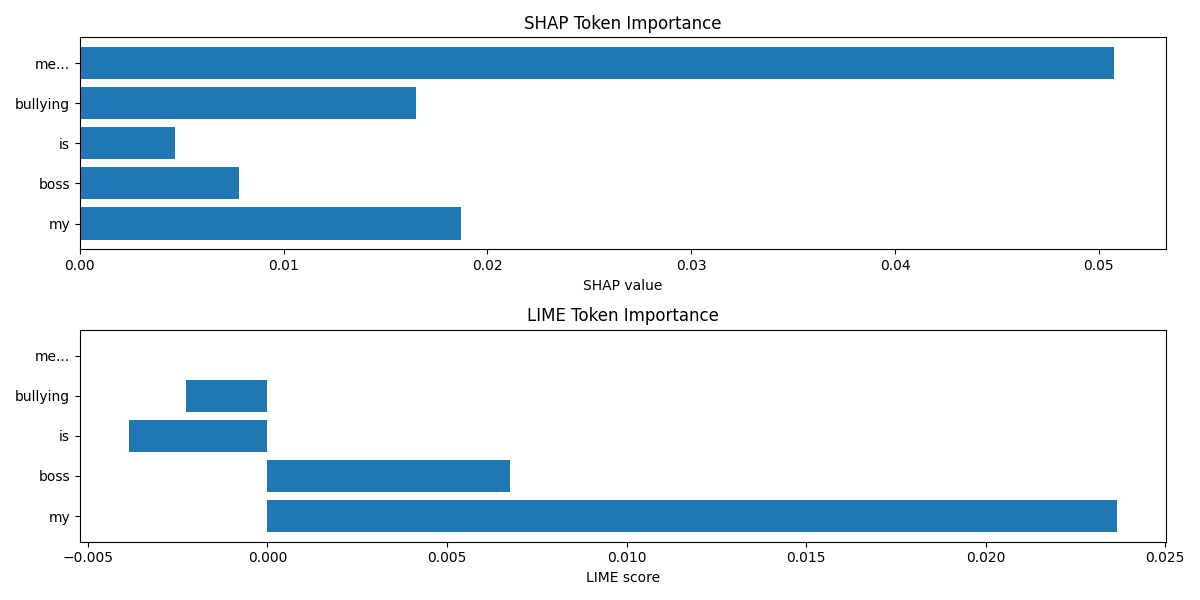 SHAP Token Importance
me...
bullying
is
boss
my
0.00 0.01 0.02 0.03 0.04 0.05
SHAP value
LIME Token Importance
me...
bullying
is
boss
my
−0.005 0.000 0.005 0.010 0.015 0.020 0.025
LIME score